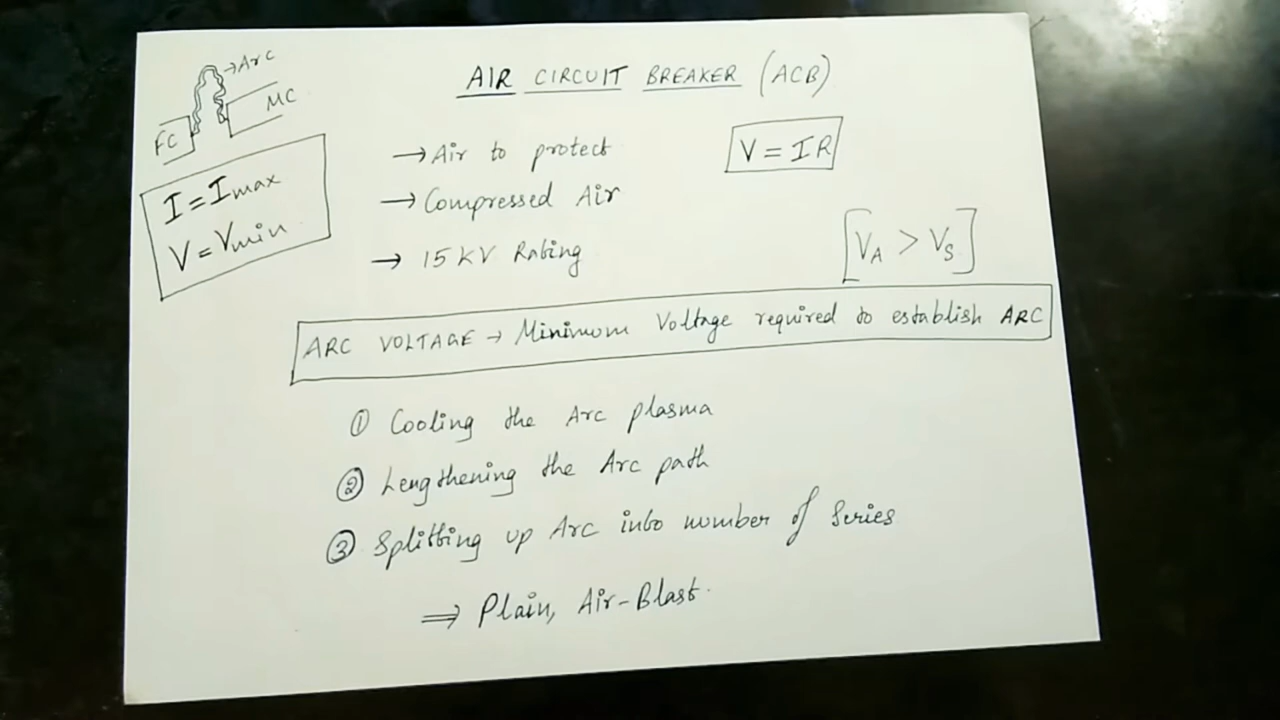 AIR CIRCUIT BREAKER (ACB)
→Arc
MC
FC
I = Imax
V = Vmin
→ Air to protect
→ Compressed Air
→ 15 kV Rating
V = IR
[VA > VS]
ARC VOLTAGE → Minimum Voltage required to establish ARC
① Cooling the Arc plasma
② Lengthening the Arc path
③ Splitting up Arc into number of Series
⇒ Plain, Air-Blast.